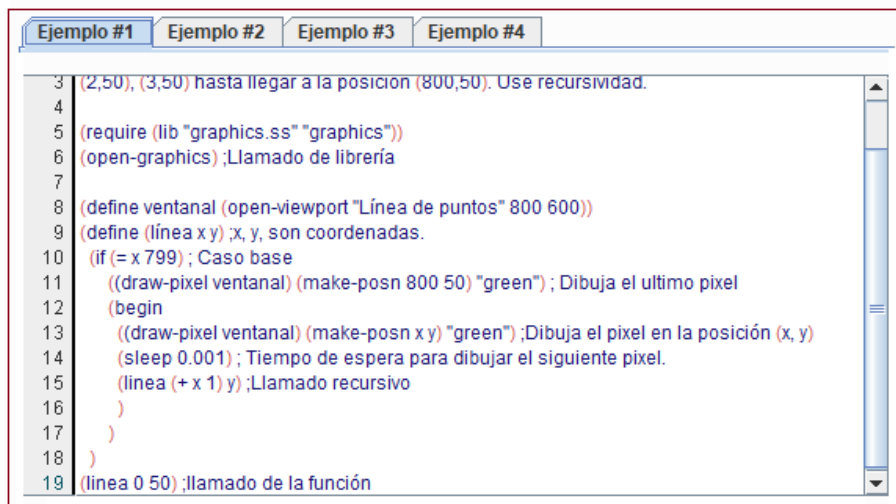 Ejemplo #1 Ejemplo #2 Ejemplo #3 Ejemplo #4
3 (2,50), (3,50) hasta llegar a la posición (800,50). Use recursividad.
4
5 (require (lib "graphics.ss" "graphics"))
6 (open-graphics) ;Llamado de librería
7
8 (define ventanal (open-viewport "Línea de puntos" 800 600))
9 (define (línea x y) ;x, y, son coordenadas.
10 (if (= x 799) ; Caso base
11 ((draw-pixel ventanal) (make-posn 800 50) "green") ; Dibuja el ultimo pixel
12 (begin
13 ((draw-pixel ventanal) (make-posn x y) "green") ;Dibuja el pixel en la posición (x, y)
14 (sleep 0.001) ; Tiempo de espera para dibujar el siguiente pixel.
15 (linea (+ x 1) y) ;Llamado recursivo
16 )
17 )
18 )
19 (linea 0 50) ;llamado de la función